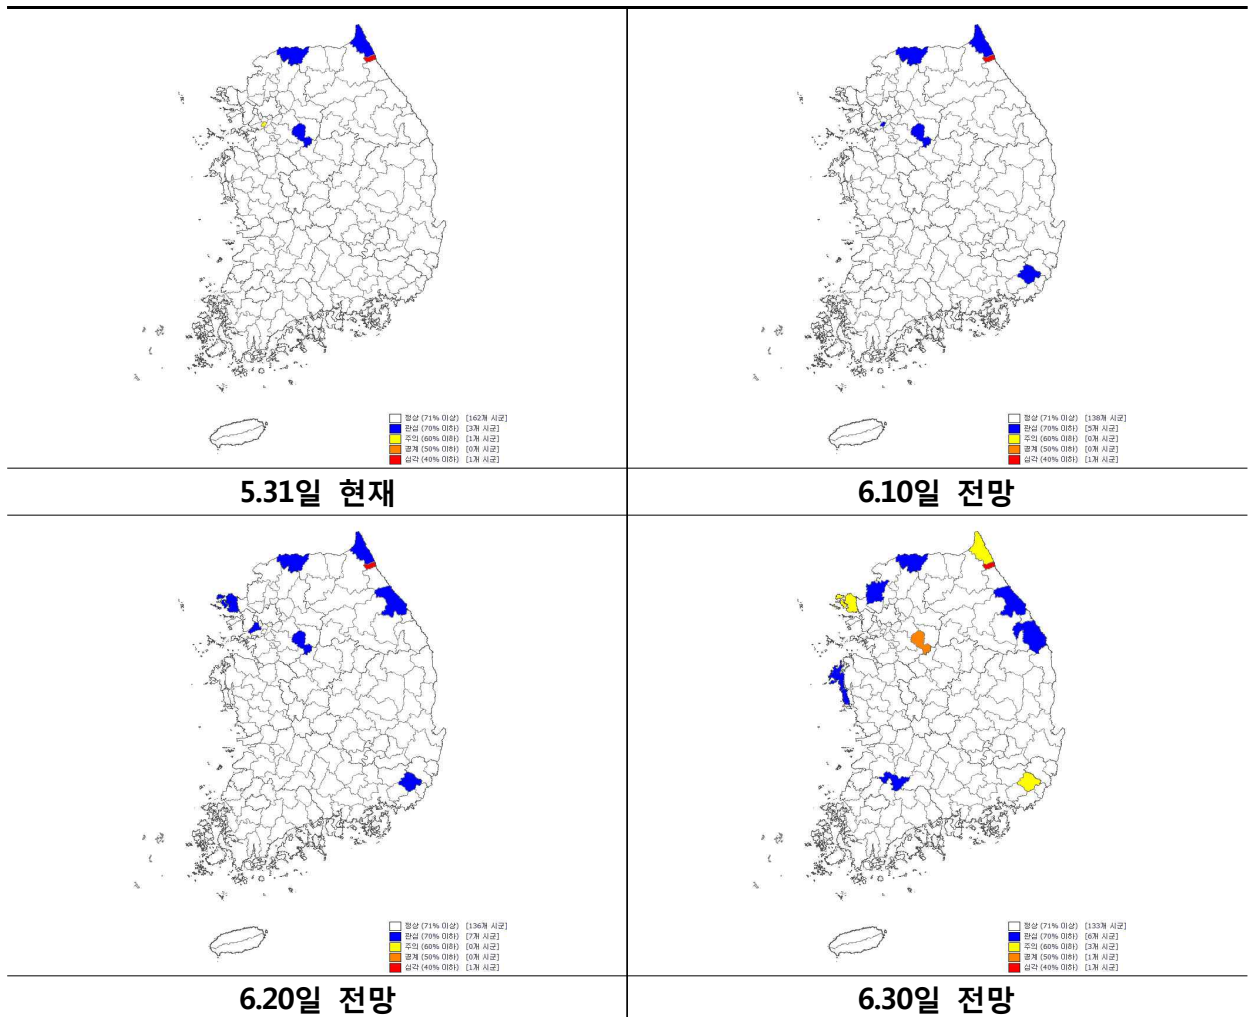 정상 (71% 이상) [162개 시군]
관심 (70% 이하) [3개 시군]
주의 (60% 이하) [1개 시군]
경계 (50% 이하) [0개 시군]
심각 (40% 이하) [1개 시군]
정상 (71% 이상) [138개 시군]
관심 (70% 이하) [5개 시군]
주의 (60% 이하) [0개 시군]
경계 (50% 이하) [0개 시군]
심각 (40% 이하) [1개 시군]
5.31일 현재
6.10일 전망
정상 (71% 이상) [136개 시군]
관심 (70% 이하) [7개 시군]
주의 (60% 이하) [0개 시군]
경계 (50% 이하) [0개 시군]
심각 (40% 이하) [1개 시군]
정상 (71% 이상) [133개 시군]
관심 (70% 이하) [6개 시군]
주의 (60% 이하) [3개 시군]
경계 (50% 이하) [1개 시군]
심각 (40% 이하) [1개 시군]
6.20일 전망
6.30일 전망